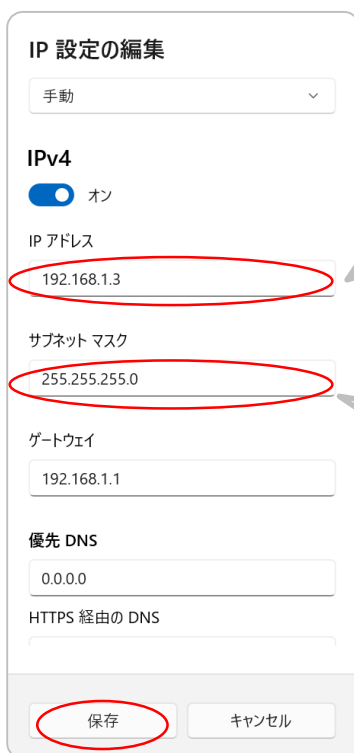 IP 設定の編集
手動
IPv4
オン
IP アドレス
192.168.1.3
サブネット マスク
255.255.255.0
ゲートウェイ
192.168.1.1
優先 DNS
0.0.0.0
HTTPS 経由の DNS
保存
キャンセル